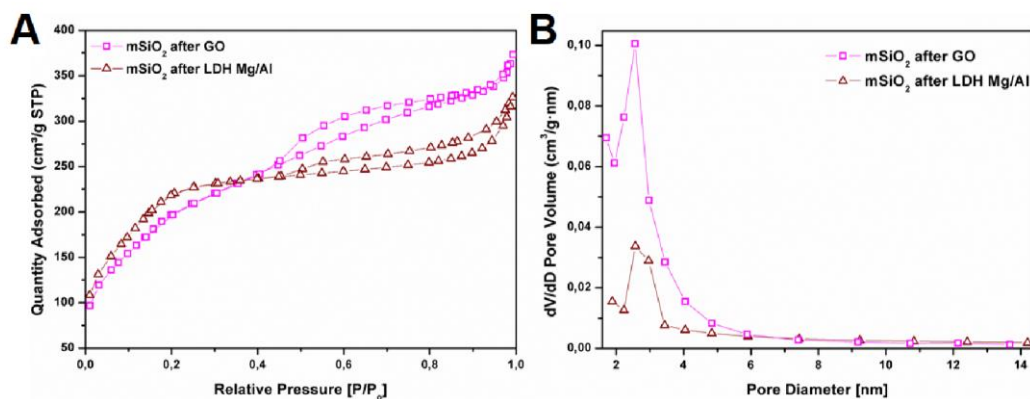 A
mSiO₂ after GO
mSiO₂ after LDH Mg/Al
Quantity Adsorbed (cm³/g STP)
400
350
300
250
200
150
100
50
0,0
0,2
0,4
0,6
0,8
1,0
Relative Pressure [P/P₀]
B
mSiO₂ after GO
mSiO₂ after LDH Mg/Al
dV/dD Pore Volume (cm³/g·nm)
0,10
0,08
0,06
0,04
0,02
0,00
2
4
6
8
10
12
14
Pore Diameter [nm]